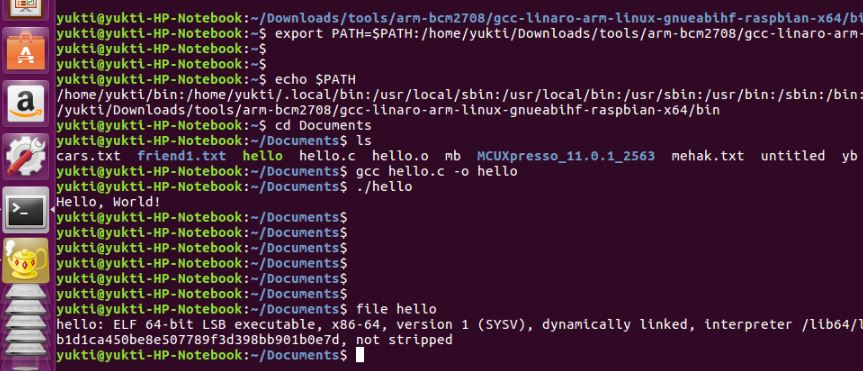 yukti@yukti-HP-Notebook:~/Downloads/tools/arm-bcm2708/gcc-linaro-arm-linux-gnueabihf-raspbian-x64/bi
yukti@yukti-HP-Notebook:~$ export PATH=$PATH:/home/yukti/Downloads/tools/arm-bcm2708/gcc-linaro-arm-
yukti@yukti-HP-Notebook:~$
yukti@yukti-HP-Notebook:~$
yukti@yukti-HP-Notebook:~$ echo $PATH
/home/yukti/bin:/home/yukti/.local/bin:/usr/local/sbin:/usr/local/bin:/usr/sbin:/usr/bin:/sbin:/bin:
/yukti/Downloads/tools/arm-bcm2708/gcc-linaro-arm-linux-gnueabihf-raspbian-x64/bin
yukti@yukti-HP-Notebook:~$ cd Documents
yukti@yukti-HP-Notebook:~/Documents$ ls
cars.txt friend1.txt hello hello.c hello.o mb MCUXpresso_11.0.1_2563 mehak.txt untitled yb
yukti@yukti-HP-Notebook:~/Documents$ gcc hello.c -o hello
yukti@yukti-HP-Notebook:~/Documents$ ./hello
Hello, World!
yukti@yukti-HP-Notebook:~/Documents$
yukti@yukti-HP-Notebook:~/Documents$
yukti@yukti-HP-Notebook:~/Documents$
yukti@yukti-HP-Notebook:~/Documents$
yukti@yukti-HP-Notebook:~/Documents$
yukti@yukti-HP-Notebook:~/Documents$ file hello
hello: ELF 64-bit LSB executable, x86-64, version 1 (SYSV), dynamically linked, interpreter /lib64/l
b1d1ca450be8e507789f3d398bb901b0e7d, not stripped
yukti@yukti-HP-Notebook:~/Documents$